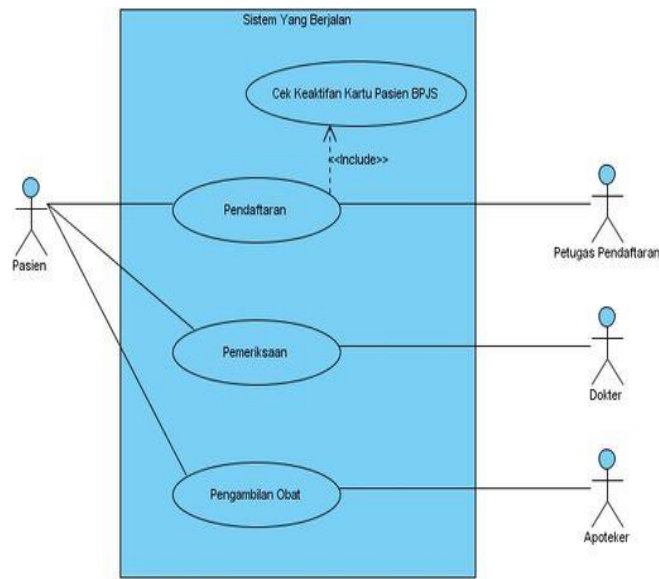 Sistem Yang Berjalan
Cek Keaktifan Kartu Pasien BPJS
<<Include>>
Pendaftaran
Pasien
Petugas Pendaftaran
Pemeriksaan
Dokter
Pengambilan Obat
Apoteker